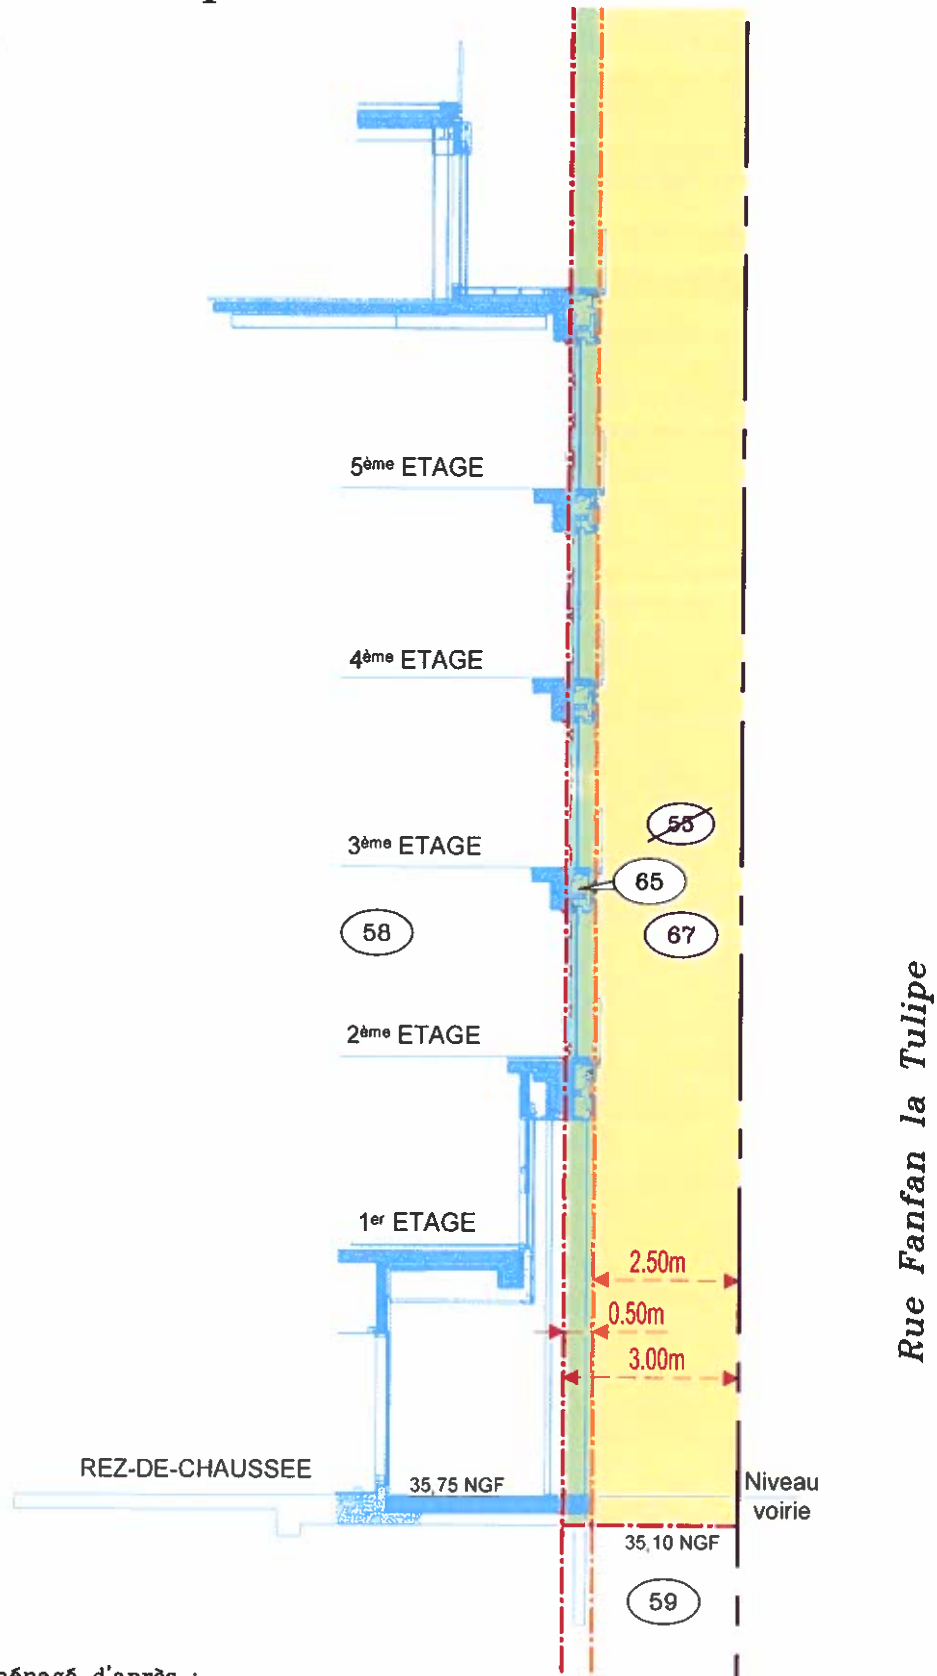 5ème ETAGE
4ème ETAGE
55
3ème ETAGE
65
58
67
2ème ETAGE
Rue Fanfan la Tulipe
1er ETAGE
2.50m
0.50m
3.00m
REZ-DE-CHAUSSEE
35,75 NGF
Niveau
voirie
35,10 NGF
59
d'après :